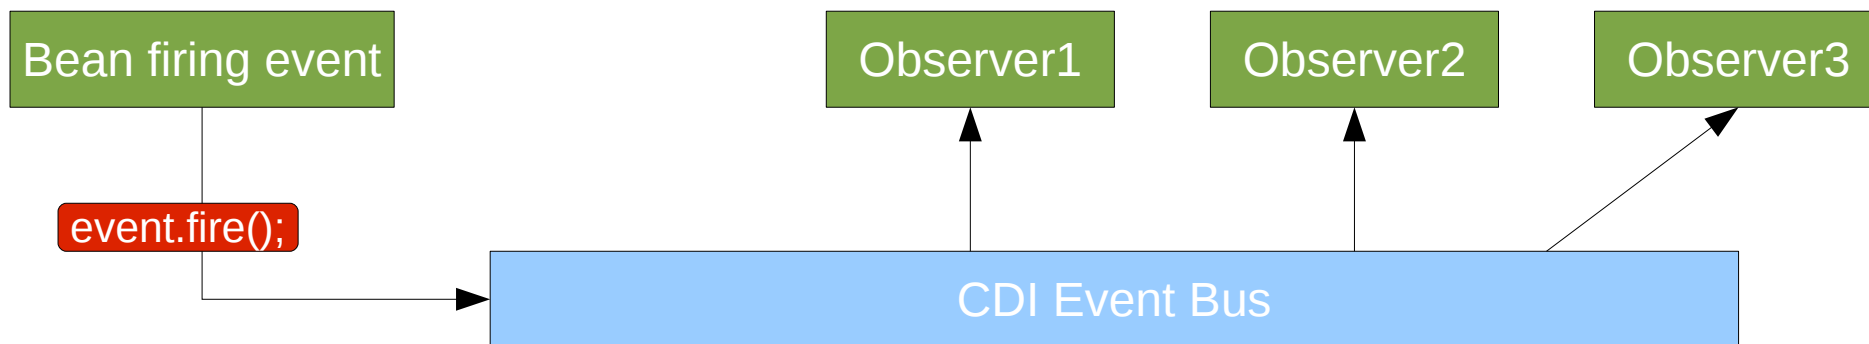 Bean firing event
Observer1
Observer2
Observer3
event.fire();
CDI Event Bus